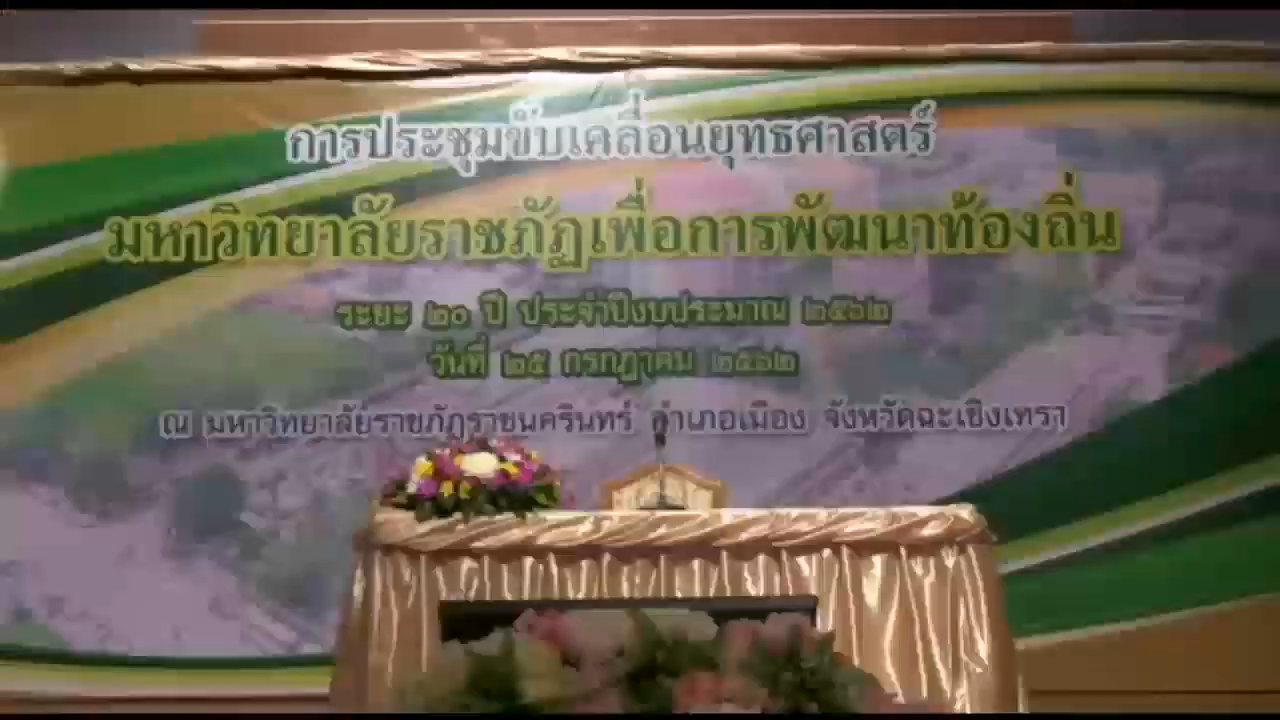 การประชุมขับเคลื่อนยุทธศาสตร์
มหาวิทยาลัยราชภัฏเพื่อการพัฒนาท้องถิ่น
ระยะ ๒๐ ปี ประจำปีงบประมาณ ๒๕๖๒
วันที่ ๒๕ กรกฎาคม ๒๕๖๒
ณ มหาวิทยาลัยราชภัฏราชนครินทร์ อำเภอเมือง จังหวัดฉะเชิงเทรา